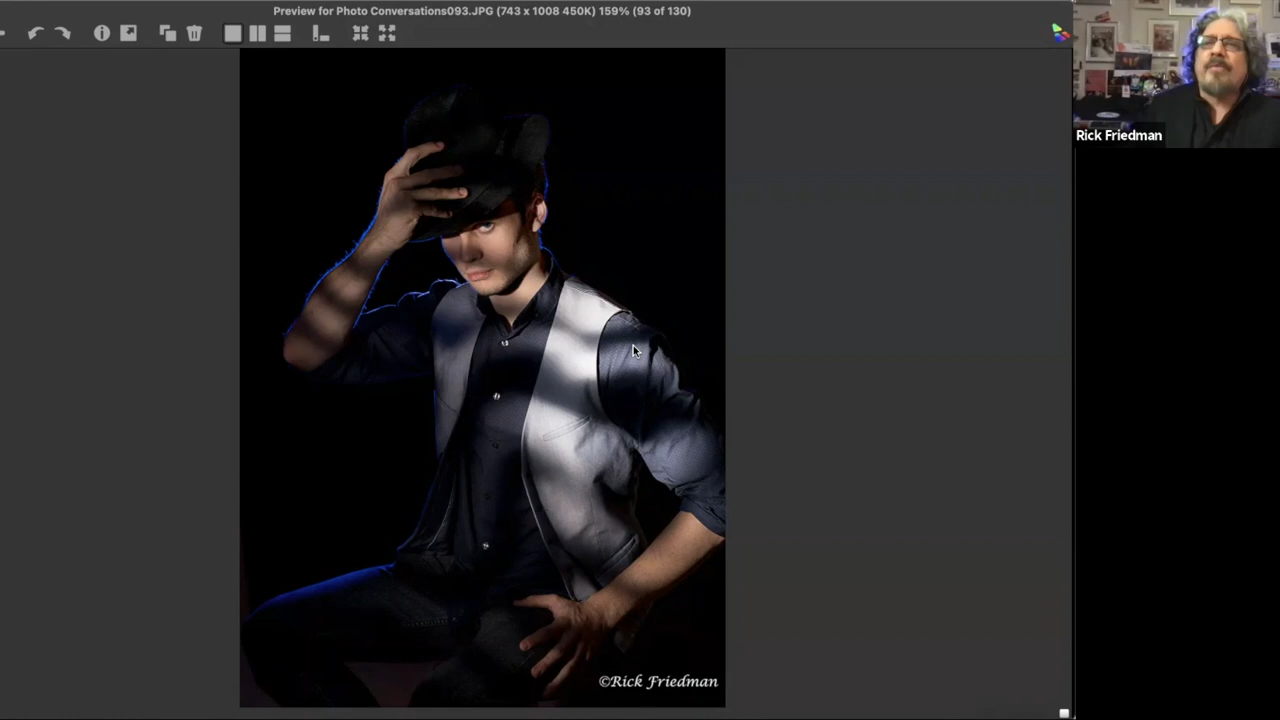 Preview for Photo Conversations093.JPG (743 x 1008 450K) 159% (93 of 130)
Rick Friedman
©Rick Friedman